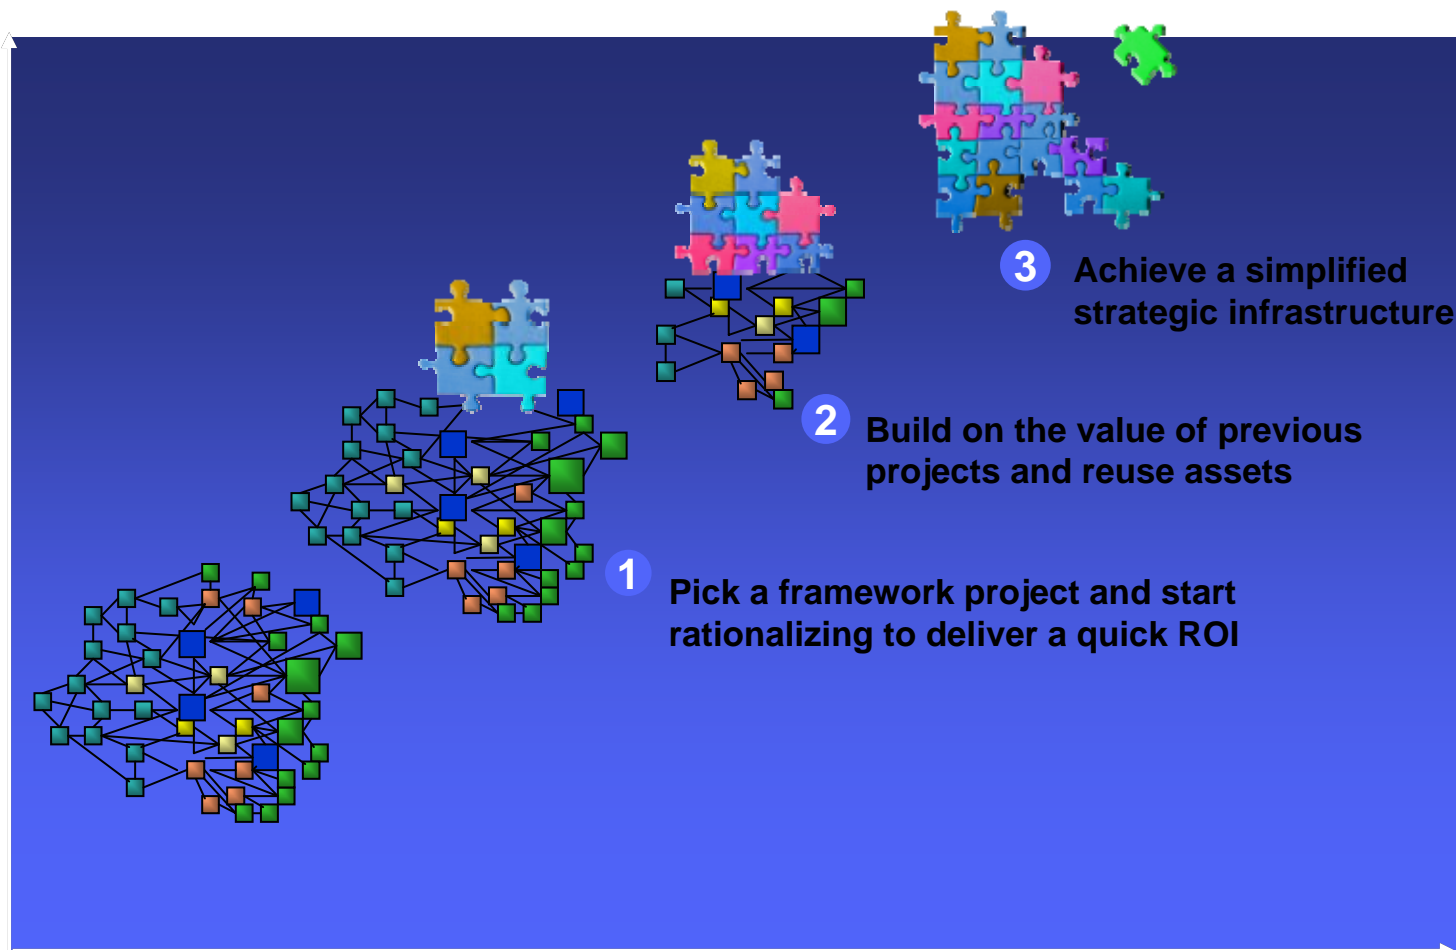 3 Achieve a simplified
strategic infrastructure
2 Build on the value of previous
projects and reuse assets
1 Pick a framework project and start
rationalizing to deliver a quick ROI